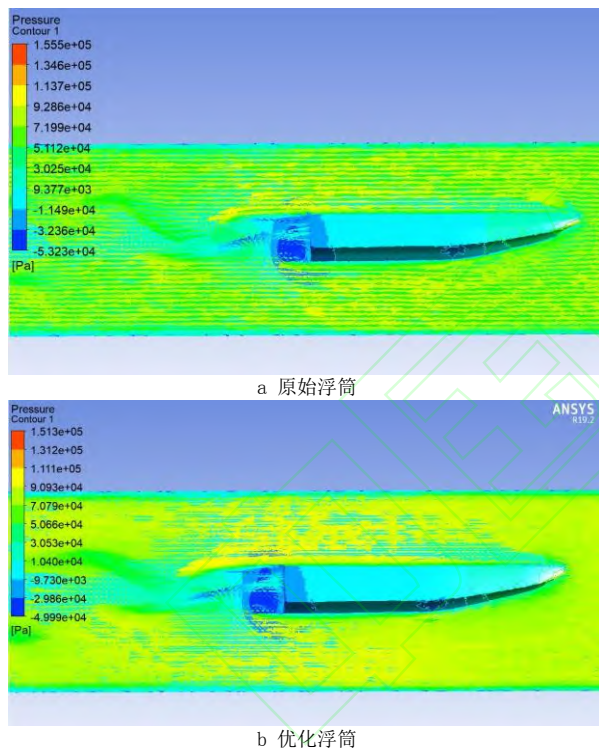 Pressure
Contour 1
1.555e+05
1.346e+05
1.137e+05
9.286e+04
7.199e+04
5.112e+04
3.025e+04
9.377e+03
-1.149e+04
-3.236e+04
-5.323e+04
[Pa]
a 原始浮筒
Pressure
Contour 1
ANSYS
R19.2
1.513e+05
1.312e+05
1.111e+05
9.093e+04
7.079e+04
5.066e+04
3.053e+04
1.040e+04
-9.730e+03
-2.986e+04
-4.999e+04
[Pa]
b 优化浮筒